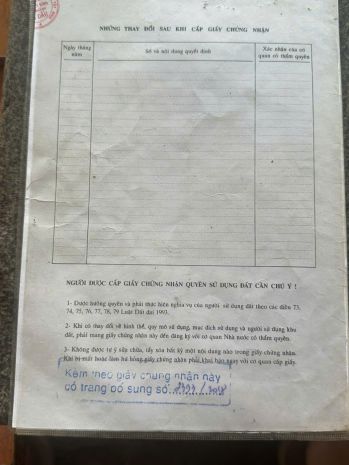 NHỮNG THAY ĐỔI SAU KHI CẤP GIẤY CHỨNG NHẬN
Ngày tháng năm
Số và nội dung quyết định
Xác nhận của cơ quan có thẩm quyền
NGƯỜI ĐƯỢC CẤP GIẤY CHỨNG NHẬN QUYỀN SỬ DỤNG ĐẤT CẦN CHÚ Ý !
1- Được hưởng quyền và phải thực hiện nghĩa vụ của người sử dụng đất theo các điều 73,
74, 75, 76, 77, 78, 79 Luật Đất đai 1993.
2- Khi có thay đổi về hình thể, quy mô sử dụng, mục đích sử dụng và người sử dụng khu
đất, phải mang giấy chứng nhận này đến đăng ký với cơ quan Nhà nước có thẩm quyền.
3- Không được tự ý sửa chữa, tẩy xóa bất kỳ một nội dung nào trong giấy chứng nhận.
Khi bị mất hoặc làm hư hỏng giấy chứng nhận phải khai báo ngay với cơ quan cấp giấy.
Kèm theo giấy chứng nhận này
có trang bổ sung số